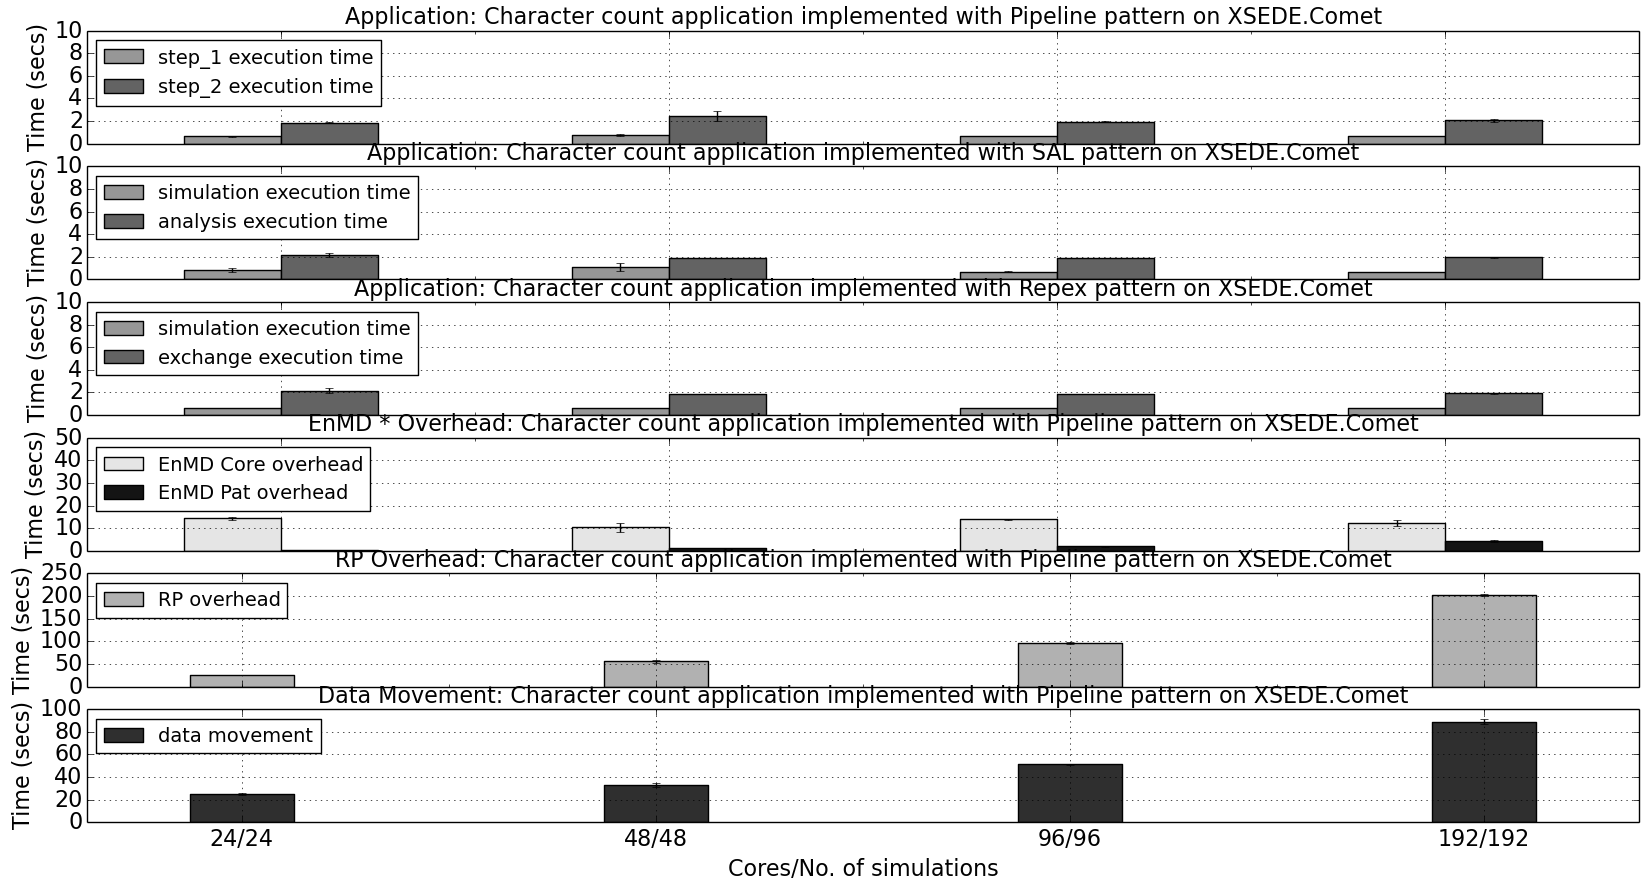 Application: Character count application implemented with Pipeline pattern on XSEDE.Comet
10
8
6
4
2
0
Time (secs)
step_1 execution time
step_2 execution time
Application: Character count application implemented with SAL pattern on XSEDE.Comet
10
8
6
4
2
0
Time (secs)
simulation execution time
analysis execution time
Application: Character count application implemented with Repex pattern on XSEDE.Comet
10
8
6
4
2
0
Time (secs)
simulation execution time
exchange execution time
EnMD * Overhead: Character count application implemented with Pipeline pattern on XSEDE.Comet
50
40
30
20
10
0
Time (secs)
EnMD Core overhead
EnMD Pat overhead
RP Overhead: Character count application implemented with Pipeline pattern on XSEDE.Comet
250
200
150
100
50
0
Time (secs)
RP overhead
Data Movement: Character count application implemented with Pipeline pattern on XSEDE.Comet
100
80
60
40
20
0
Time (secs)
data movement
24/24 48/48 96/96 192/192
Cores/No. of simulations